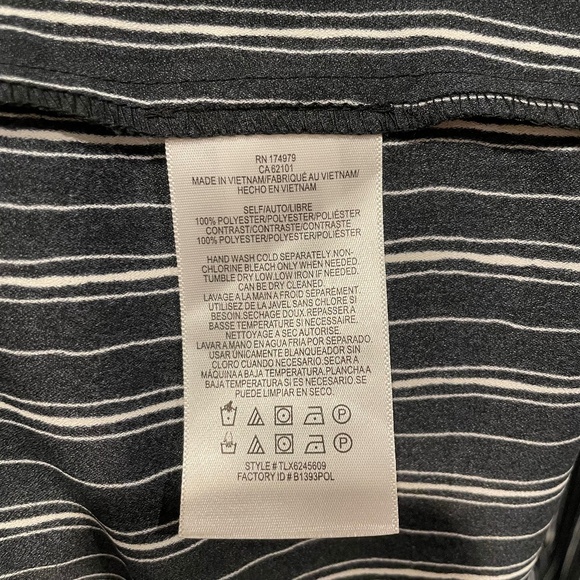 RN 174979
CA 62101
MADE IN VIETNAM/FABRIQUÉ AU VIETNAM/
HECHO EN VIETNAM
SELF/AUTO/LIBRE
100% POLYESTER/POLYESTER/POLIÉSTER
CONTRAST/CONTRASTE/CONTRASTE
100% POLYESTER/POLYESTER/POLIÉSTER
HAND WASH COLD SEPARATELY.NON-
CHLORINE BLEACH ONLY WHEN NEEDED.
TUMBLE DRY LOW.LOW IRON IF NEEDED.
CAN BE DRY CLEANED.
LAVAGE A LA MAIN A FROID SÉPARÉMENT.
UTILISEZ DE LA JAVEL SANS CHLORE SI
BESOIN.SECHAGE DOUX.REPASSER A
BASSE TEMPERATURE SI NECESSAIRE.
NETTOYAGE A SEC AUTORISE.
LAVAR A MANO EN AGUA FRIA POR SEPARADO.
USAR ÚNICAMENTE BLANQUEADOR SIN
CLORO CUANDO NECESARIO.SECAR A
MÁQUINA A BAJA TEMPERATURA.PLANCHA A
BAJA TEMPERATURA SI ES NECESARIO.SE
PUEDE LIMPIAR EN SECO.
P
P
STYLE # TLX6245609
FACTORY ID # B1393POL